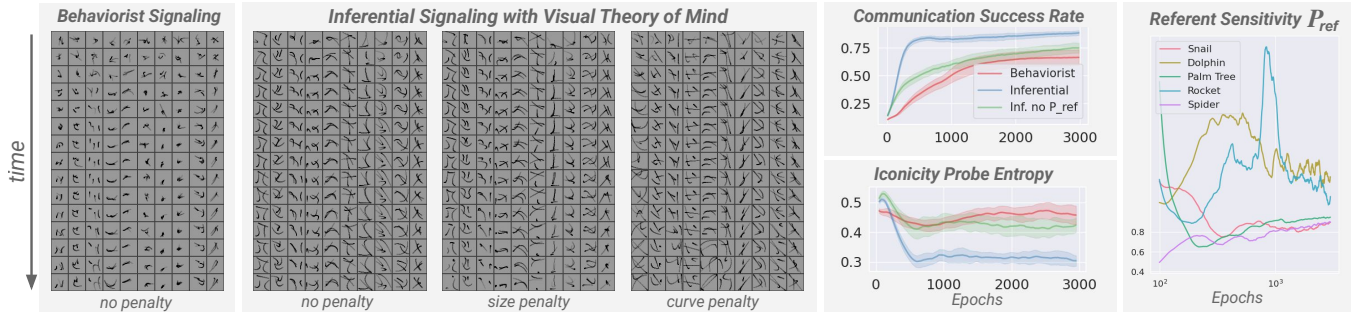 Behaviorist Signaling
Inferential Signaling with Visual Theory of Mind
time
no penalty
no penalty
size penalty
curve penalty
Communication Success Rate
0.75
0.50
0.25
Behaviorist
Inferential
Inf. no P_ref
0
1000
2000
3000
Iconicity Probe Entropy
0.5
0.4
0.3
0
1000
2000
3000
Epochs
Referent Sensitivity P_ref
Snail
Dolphin
Palm Tree
Rocket
Spider
0.8
0.6
0.4
10^2
10^3
Epochs